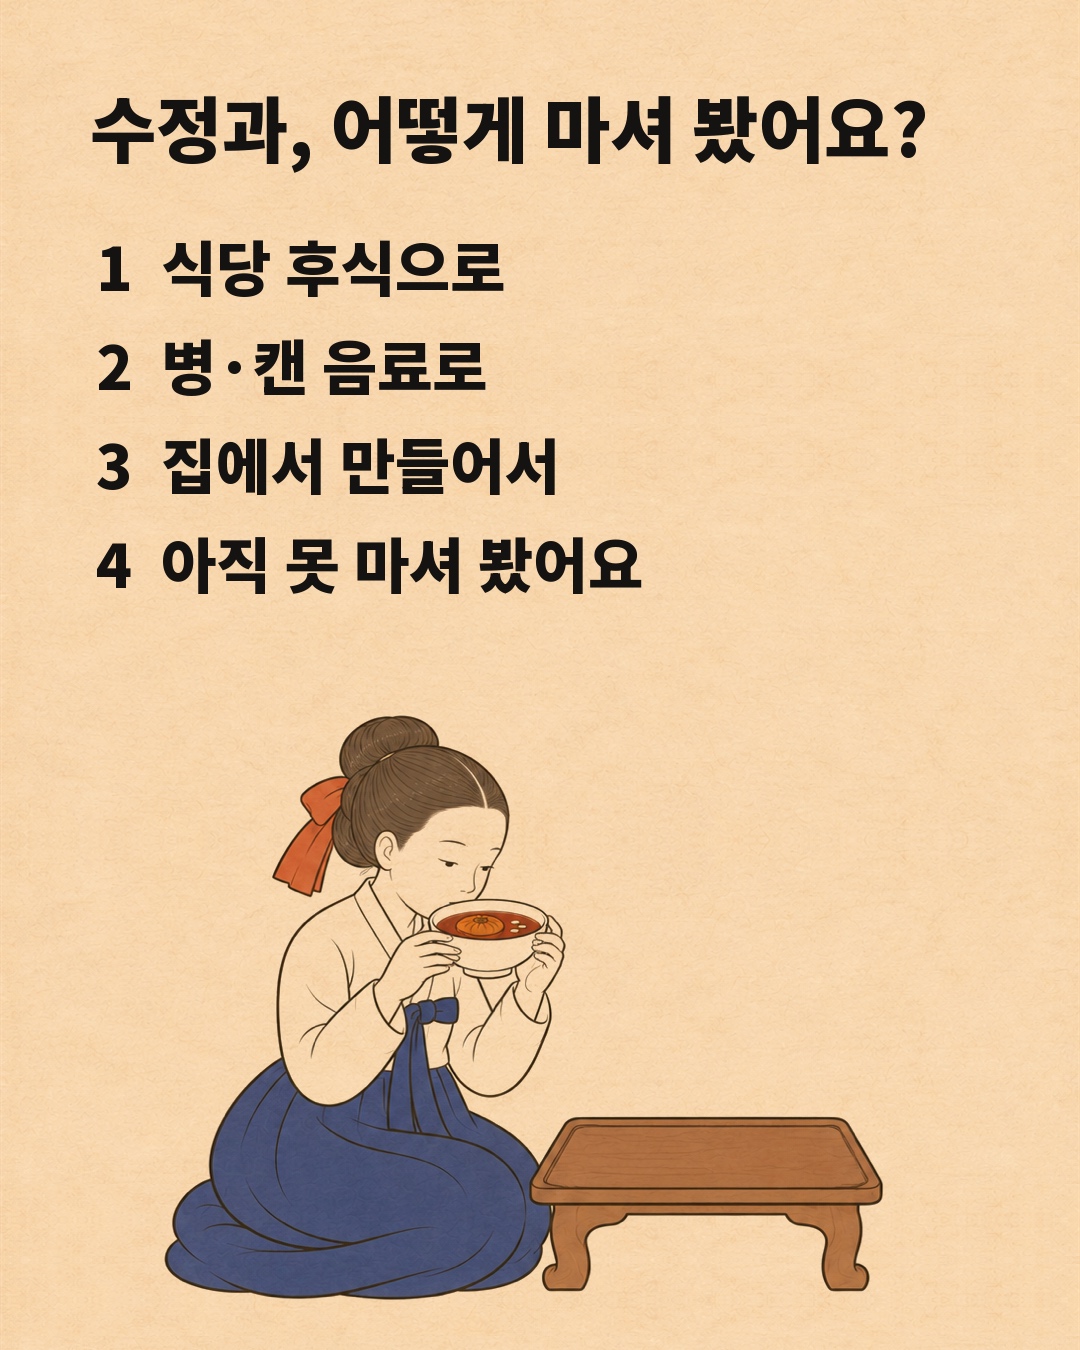 수정과, 어떻게 마셔 봤어요?
1 식당 후식으로
2 병·캔 음료로
3 집에서 만들어서
4 아직 못 마셔 봤어요